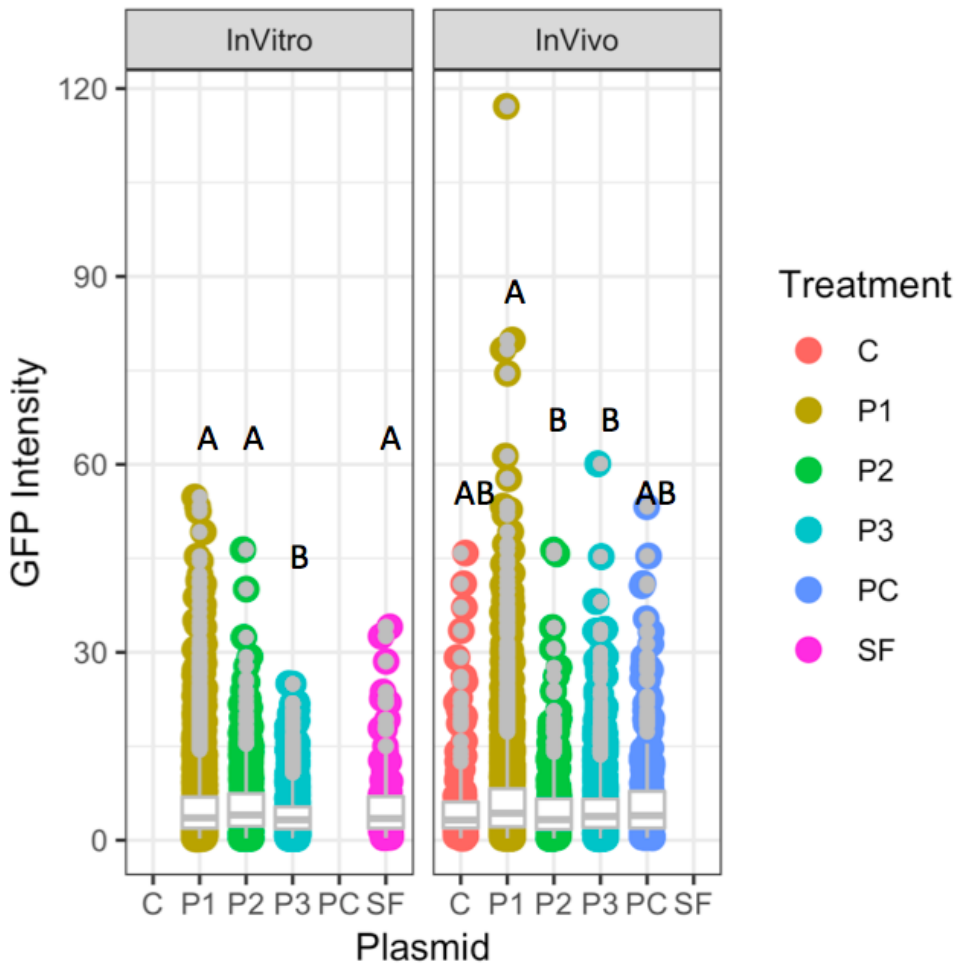 InVitro InVivo
120
90
60
30
0
GFP Intensity
A A B A
AB A B B AB
C P1 P2 P3 PC SF
C P1 P2 P3 PC SF
Plasmid
Treatment
C
P1
P2
P3
PC
SF